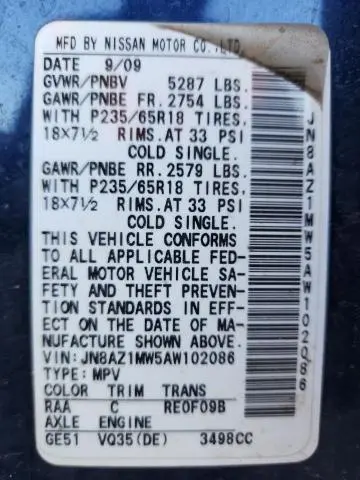 MFD BY NISSAN MOTOR CO.,LTD.
DATE 9/09
GVWR/PNBV 5287 LBS.
GAWR/PNBE FR. 2754 LBS.
WITH P235/65R18 TIRES,
18X7½ RIMS. AT 33 PSI
COLD SINGLE.
GAWR/PNBE RR. 2579 LBS.
WITH P235/65R18 TIRES,
18X7½ RIMS. AT 33 PSI
COLD SINGLE.
THIS VEHICLE CONFORMS
TO ALL APPLICABLE FED-
ERAL MOTOR VEHICLE SA-
FETY AND THEFT PREVEN-
TION STANDARDS IN EFF-
ECT ON THE DATE OF MA-
NUFACTURE SHOWN ABOVE.
VIN: JN8AZ1MW5AW102086
TYPE: MPV
COLOR TRIM TRANS
RAA C RE0F09B
AXLE ENGINE
GE51 VQ35(DE) 3498CC
JN8AZ1MW5AW102086